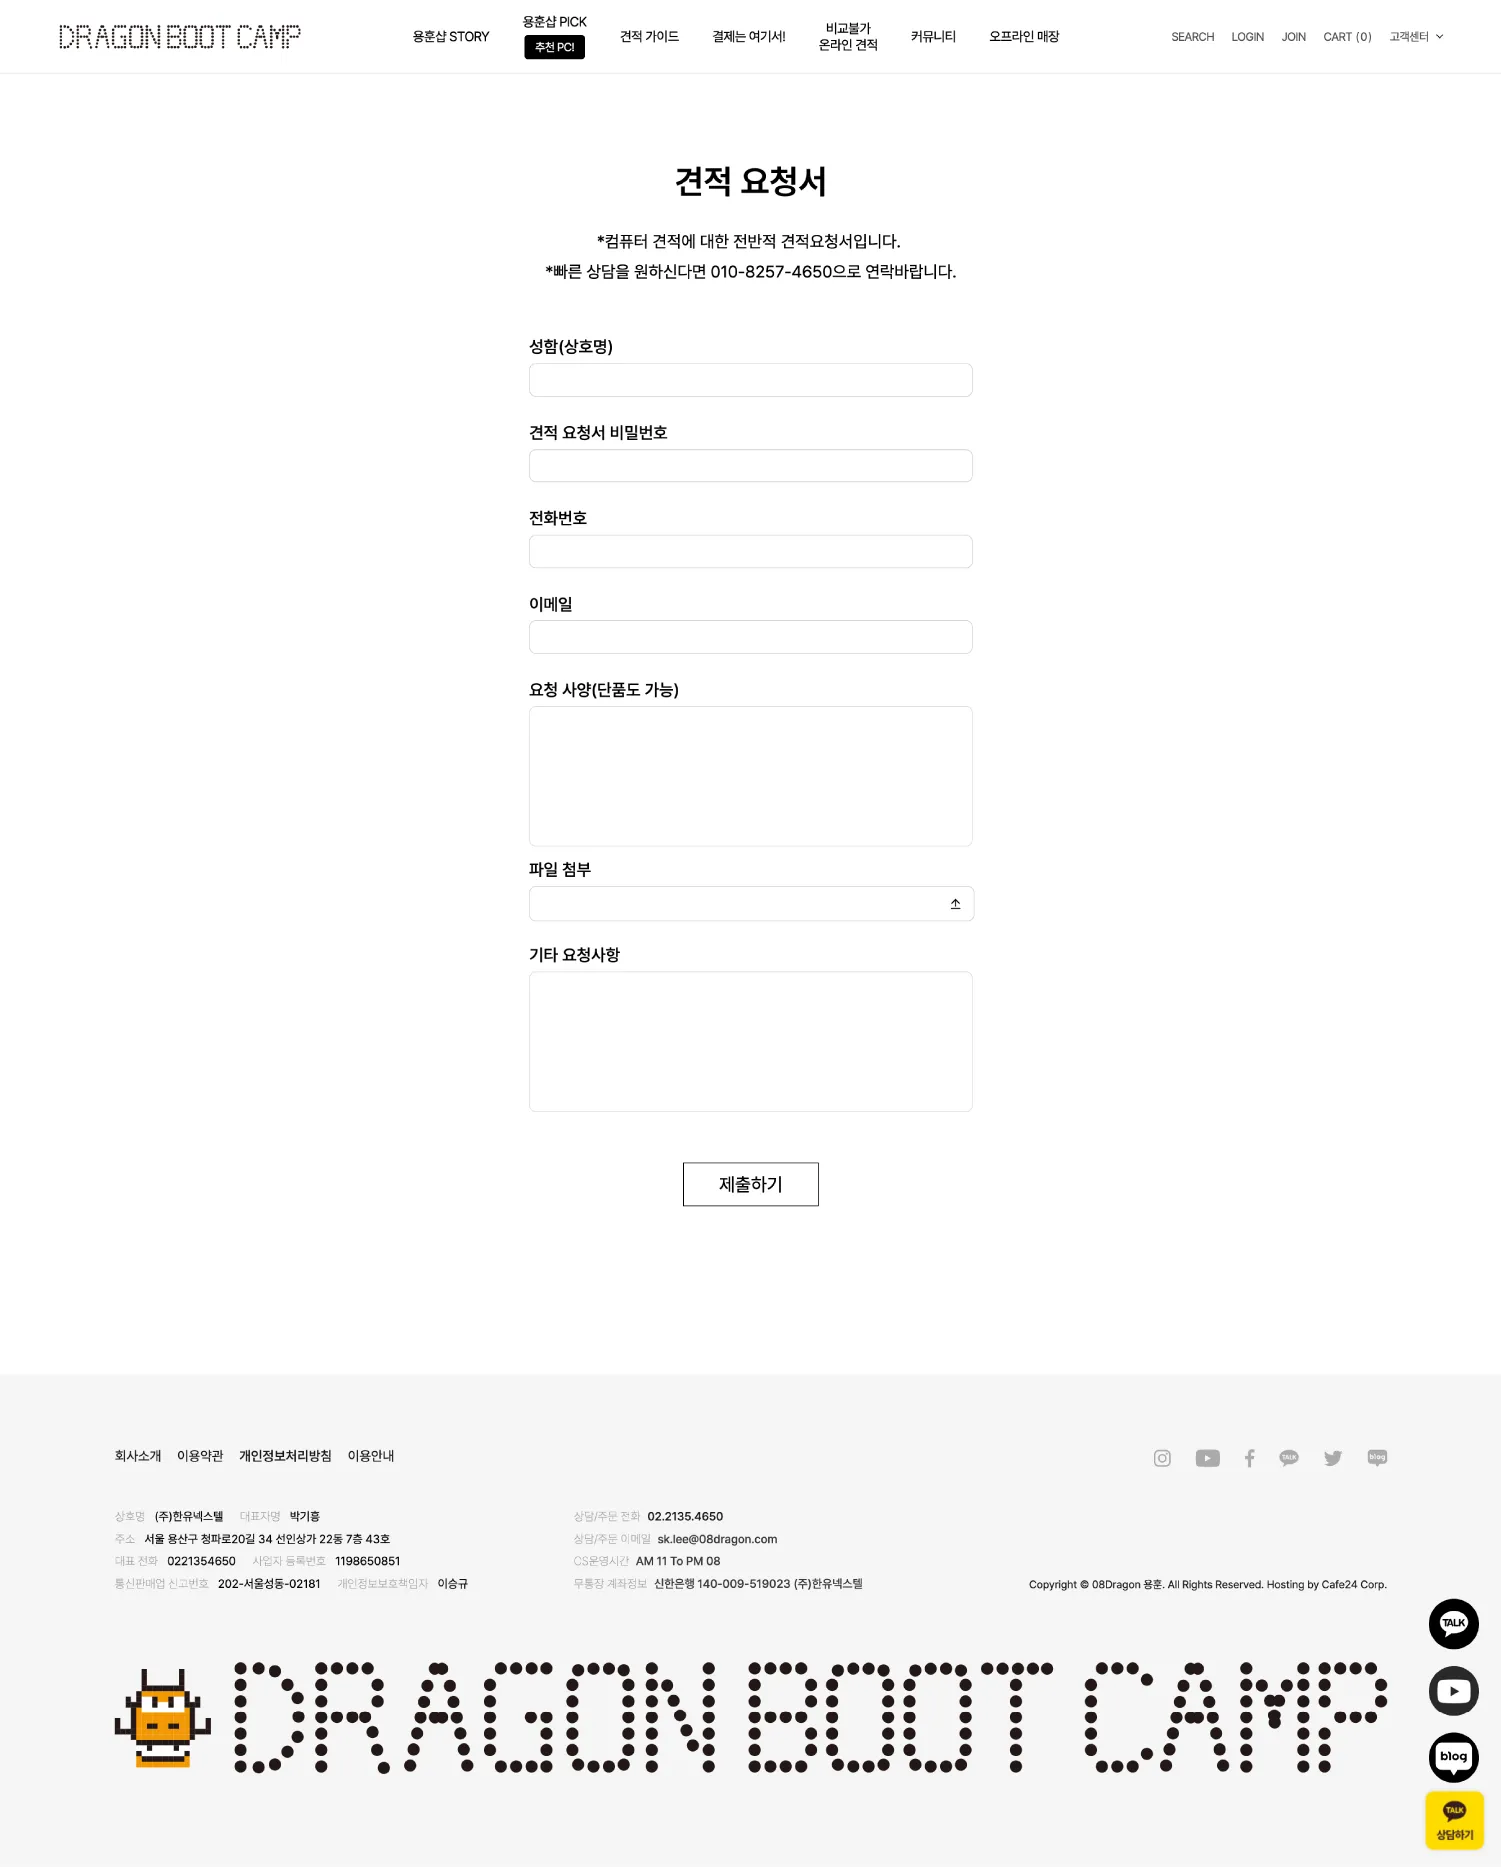 DRAGON BOOT CAMP
용훈샵 STORY
용훈샵 PICK
추천 PC!
견적 가이드
결제는 여기서!
비교불가
온라인 견적
커뮤니티
오프라인 매장
SEARCH LOGIN JOIN CART (0) 고객센터
견적 요청서
*컴퓨터 견적에 대한 전반적 견적요청서입니다.
*빠른 상담을 원하신다면 010-8257-4650으로 연락바랍니다.
성함(상호명)
견적 요청서 비밀번호
전화번호
이메일
요청 사양(단품도 가능)
파일 첨부
기타 요청사항
제출하기
회사소개 이용약관 개인정보처리방침 이용안내
TALK
blog
상호명 (주)한유넥스텔 대표자명 박기흥
주소 서울 용산구 청파로20길 34 선인상가 22동 7층 43호
대표 전화 0221354650 사업자 등록번호 1198650851
통신판매업 신고번호 202-서울성동-02181 개인정보보호책임자 이승규
상담/주문 전화 02.2135.4650
상담/주문 이메일 sk.lee@08dragon.com
CS운영시간 AM 11 To PM 08
무통장 계좌정보 신한은행 140-009-519023 (주)한유넥스텔
Copyright © 08Dragon 용훈. All Rights Reserved. Hosting by Cafe24 Corp.
TALK
DRAGON BOOT CAMP
blog
TALK
상담하기